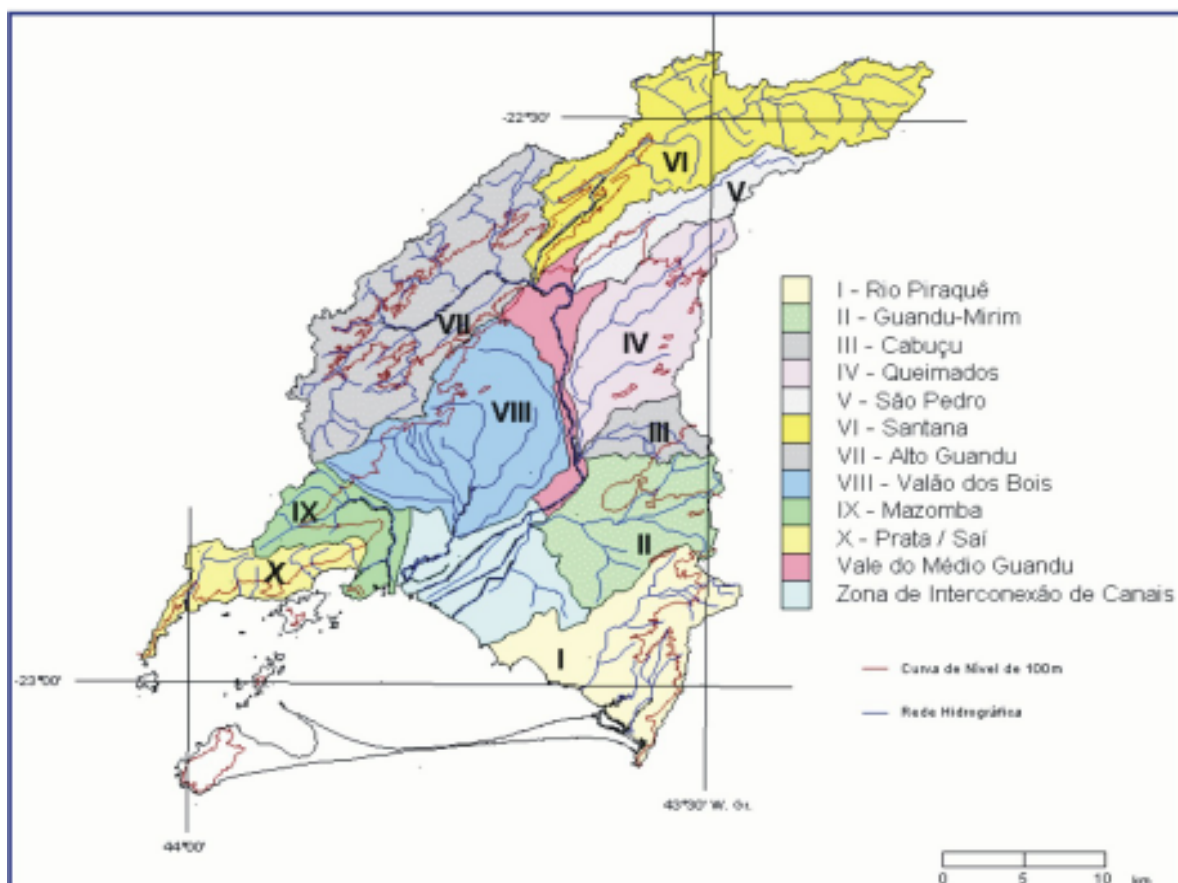 -22°30'
VI
V
VII
IV
VIII
III
IX
II
X
I
-23°00'
44°00'
43°30' W. Gr.
I - Rio Piraquê
II - Guandu-Mirim
III - Cabuçu
IV - Queimados
V - São Pedro
VI - Santana
VII - Alto Guandu
VIII - Valão dos Bois
IX - Mazomba
X - Prata / Saí
Vale do Médio Guandu
Zona de Interconexão de Canais
Curva de Nível de 100m
Rede Hidrográfica
0 5 10 km